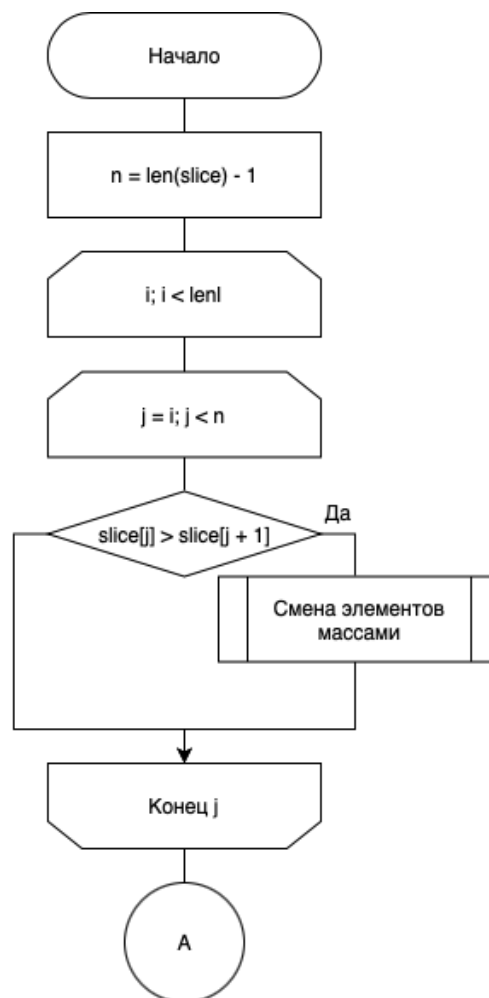 Начало
n = len(slice) - 1
i; i < lenl
j = i; j < n
slice[j] > slice[j + 1]
Да
Смена элементов
массами
Конец j
A